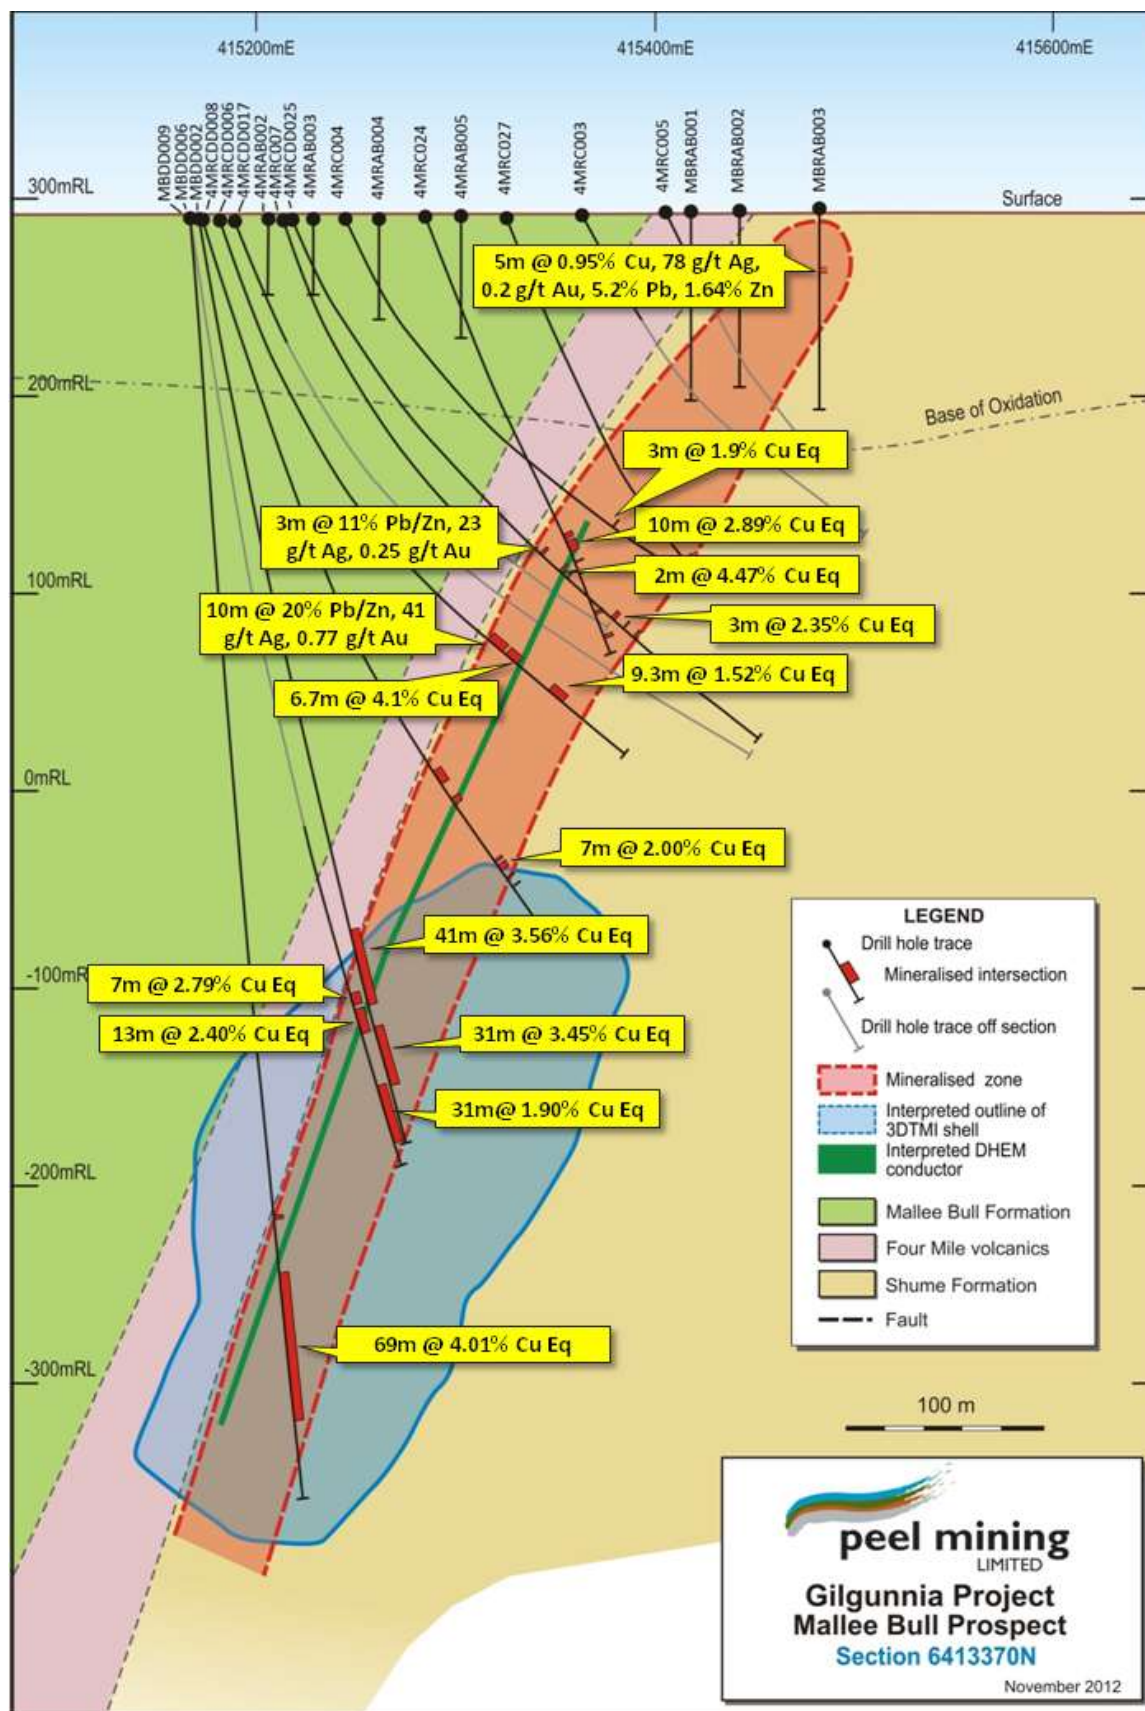 415200mE
415400mE
415600mE
MBDD009
MBDD006
MBDD002
4MRCDD008
4MRCDD006
4MRCD017
4MRAB002
4MRC007
4MRCDD025
4MRAB003
4MRC004
4MRAB004
4MRC024
4MRAB005
4MRC027
4MRC003
4MRC005
MBRAB001
MBRAB002
MBRAB003
300mRL
Surface
5m @ 0.95% Cu, 78 g/t Ag,
0.2 g/t Au, 5.2% Pb, 1.64% Zn
200mRL
Base of Oxidation
3m @ 1.9% Cu Eq
3m @ 11% Pb/Zn, 23
g/t Ag, 0.25 g/t Au
10m @ 2.89% Cu Eq
2m @ 4.47% Cu Eq
100mRL
10m @ 20% Pb/Zn, 41
g/t Ag, 0.77 g/t Au
3m @ 2.35% Cu Eq
9.3m @ 1.52% Cu Eq
6.7m @ 4.1% Cu Eq
0mRL
7m @ 2.00% Cu Eq
41m @ 3.56% Cu Eq
-100mR
7m @ 2.79% Cu Eq
13m @ 2.40% Cu Eq
31m @ 3.45% Cu Eq
31m@ 1.90% Cu Eq
-200mRL
69m @ 4.01% Cu Eq
-300mRL
LEGEND
Drill hole trace
Mineralised intersection
Drill hole trace off section
Mineralised zone
Interpreted outline of
3DTMI shell
Interpreted DHEM
conductor
Mallee Bull Formation
Four Mile volcanics
Shume Formation
Fault
100 m
peel mining
LIMITED
Gilgunnia Project
Mallee Bull Prospect
Section 6413370N
November 2012